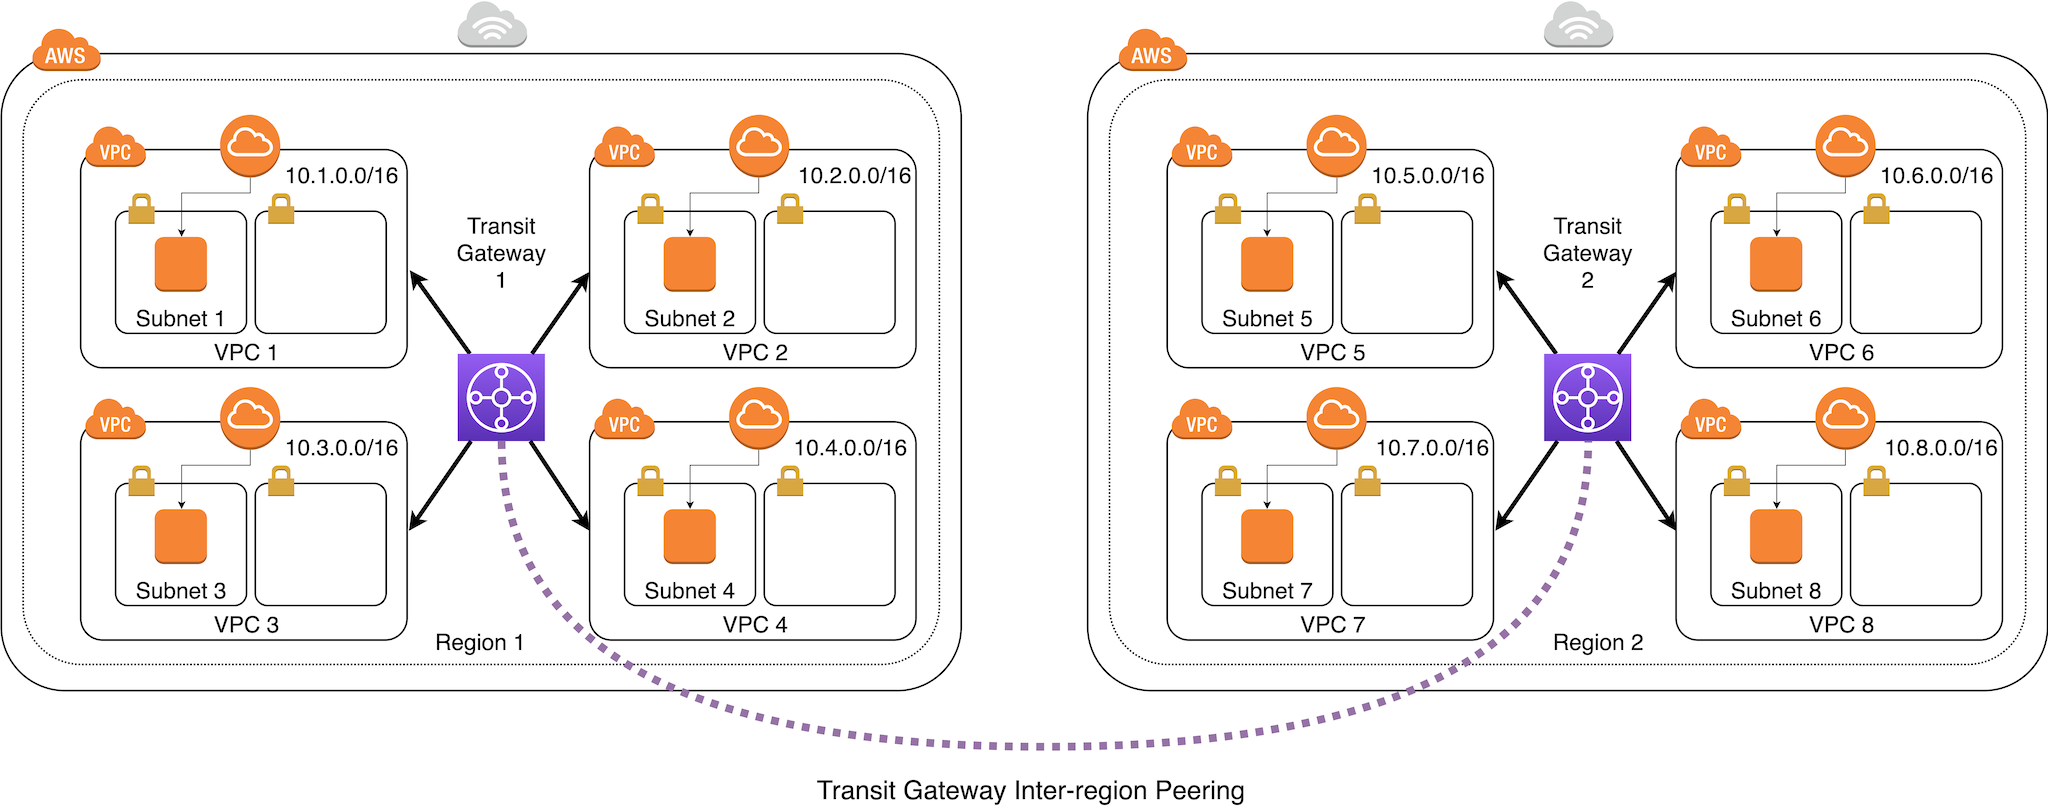 AWS
VPC
10.1.0.0/16
Subnet 1
VPC 1
VPC
10.2.0.0/16
Subnet 2
VPC 2
Transit
Gateway
1
VPC
10.3.0.0/16
Subnet 3
VPC 3
VPC
10.4.0.0/16
Subnet 4
VPC 4
Region 1
AWS
VPC
10.5.0.0/16
Subnet 5
VPC 5
VPC
10.6.0.0/16
Subnet 6
VPC 6
Transit
Gateway
2
VPC
10.7.0.0/16
Subnet 7
VPC 7
VPC
10.8.0.0/16
Subnet 8
VPC 8
Region 2
Transit Gateway Inter-region Peering